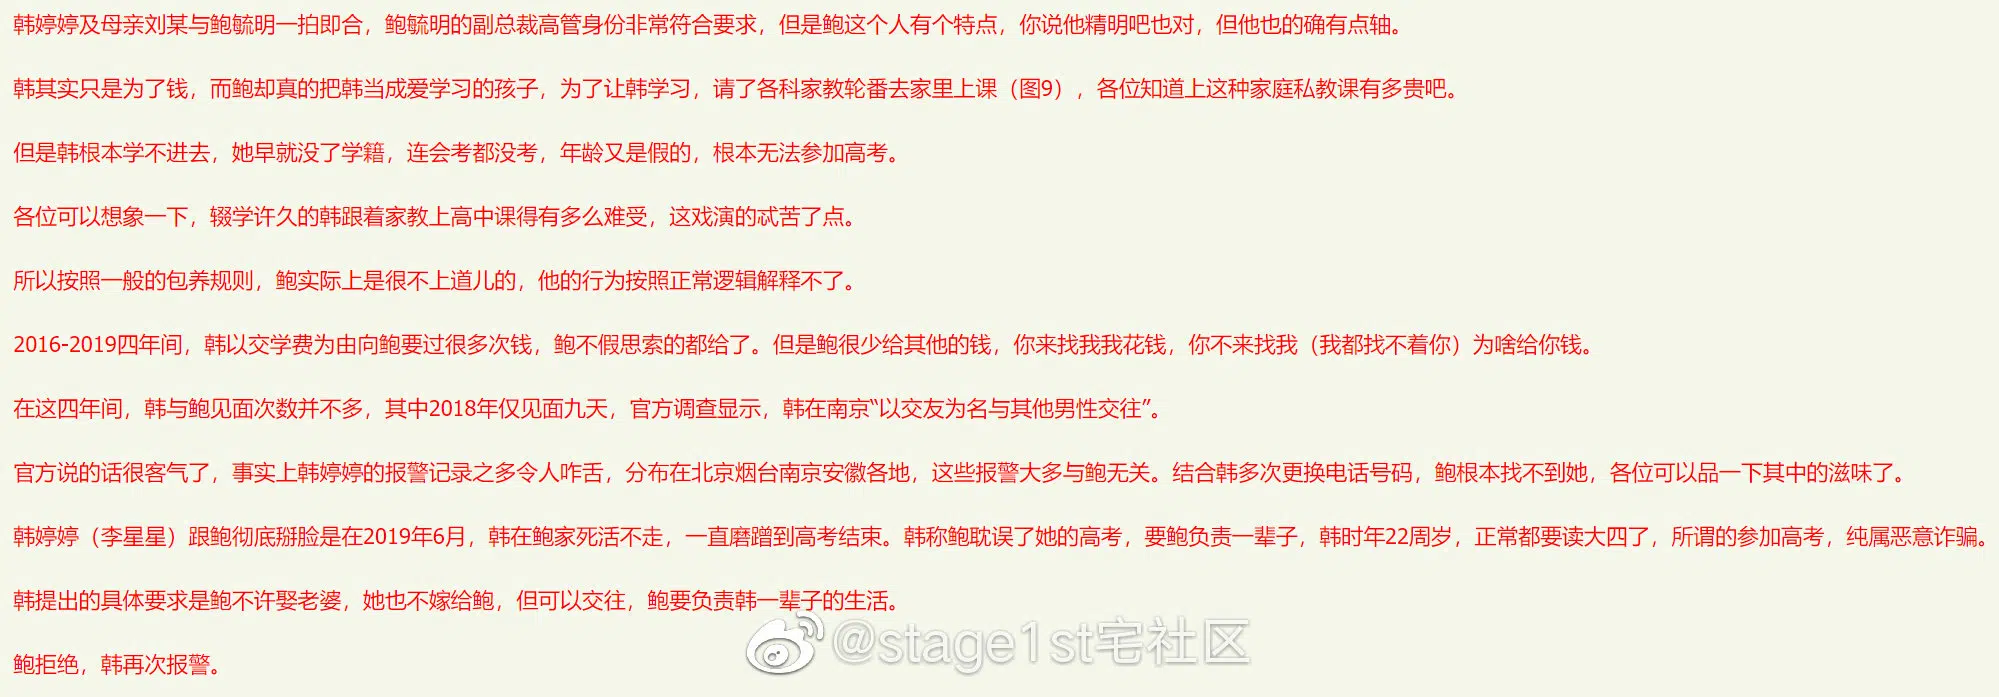 韩婷婷及母亲刘某与鲍毓明一拍即合，鲍毓明的副总裁高管身份非常符合要求，但是鲍这个人有个特点，你说他精明吧也对，但他也的确有点轴。
韩其实只是为了钱，而鲍却真的把韩当成爱学习的孩子，为了让韩学习，请了各科家教轮番去家里上课（图9），各位知道上这种家庭私教课有多贵吧。
但是韩根本学不进去，她早就没了学籍，连会考都没考，年龄又是假的，根本无法参加高考。
各位可以想象一下，辍学许久的韩跟着家教上高中课得有多么难受，这戏演的忒苦了点。
所以按照一般的包养规则，鲍实际上是很不上道儿的，他的行为按照正常逻辑解释不了。
2016-2019四年间，韩以交学费为由向鲍要过很多次钱，鲍不假思索的都给了。但是鲍很少给其他的钱，你来找我我花钱，你不来找我（我都找不着你）为啥给你钱。
在这四年间，韩与鲍见面次数并不多，其中2018年仅见面九天，官方调查显示，韩在南京“以交友为名与其他男性交往”。
官方说的话很客气了，事实上韩婷婷的报警记录之多令人咋舌，分布在北京烟台南京安徽各地，这些报警大多与鲍无关。结合韩多次更换电话号码，鲍根本找不到她，各位可以品一下其中的滋味了。
韩婷婷（李星星）跟鲍彻底掰脸是在2019年6月，韩在鲍家死活不走，一直磨蹭到高考结束。韩称鲍耽误了她的高考，要鲍负责一辈子，韩时年22周岁，正常都要读大四了，所谓的参加高考，纯属恶意诈骗。
韩提出的具体要求是鲍不许娶老婆，她也不嫁给鲍，但可以交往，鲍要负责韩一辈子的生活。
@stage1st宅社区
鲍拒绝，韩再次报警。